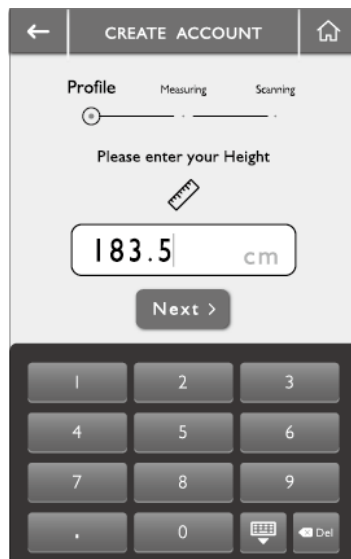 CREATE ACCOUNT
Profile Measuring Scanning
Please enter your Height
183.5 cm
Next >
1 2 3
4 5 6
7 8 9
. 0 Del